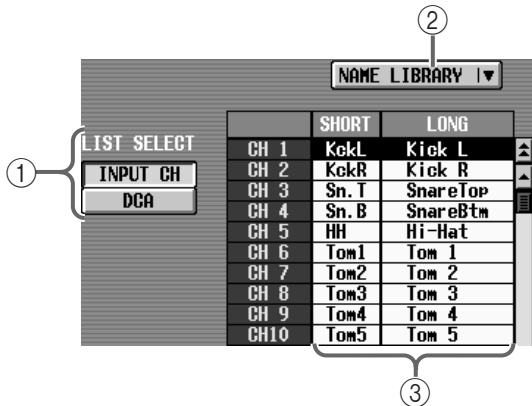 ②
NAME LIBRARY
SHORT LONG
LIST SELECT
①
INPUT CH
DCA
CH 1 KckL Kick L
CH 2 KckR Kick R
CH 3 Sn.T SnareTop
CH 4 Sn.B SnareBtm
CH 5 HH Hi-Hat
CH 6 Tom1 Tom 1
CH 7 Tom2 Tom 2
CH 8 Tom3 Tom 3
CH 9 Tom4 Tom 4
CH10 Tom5 Tom 5
③